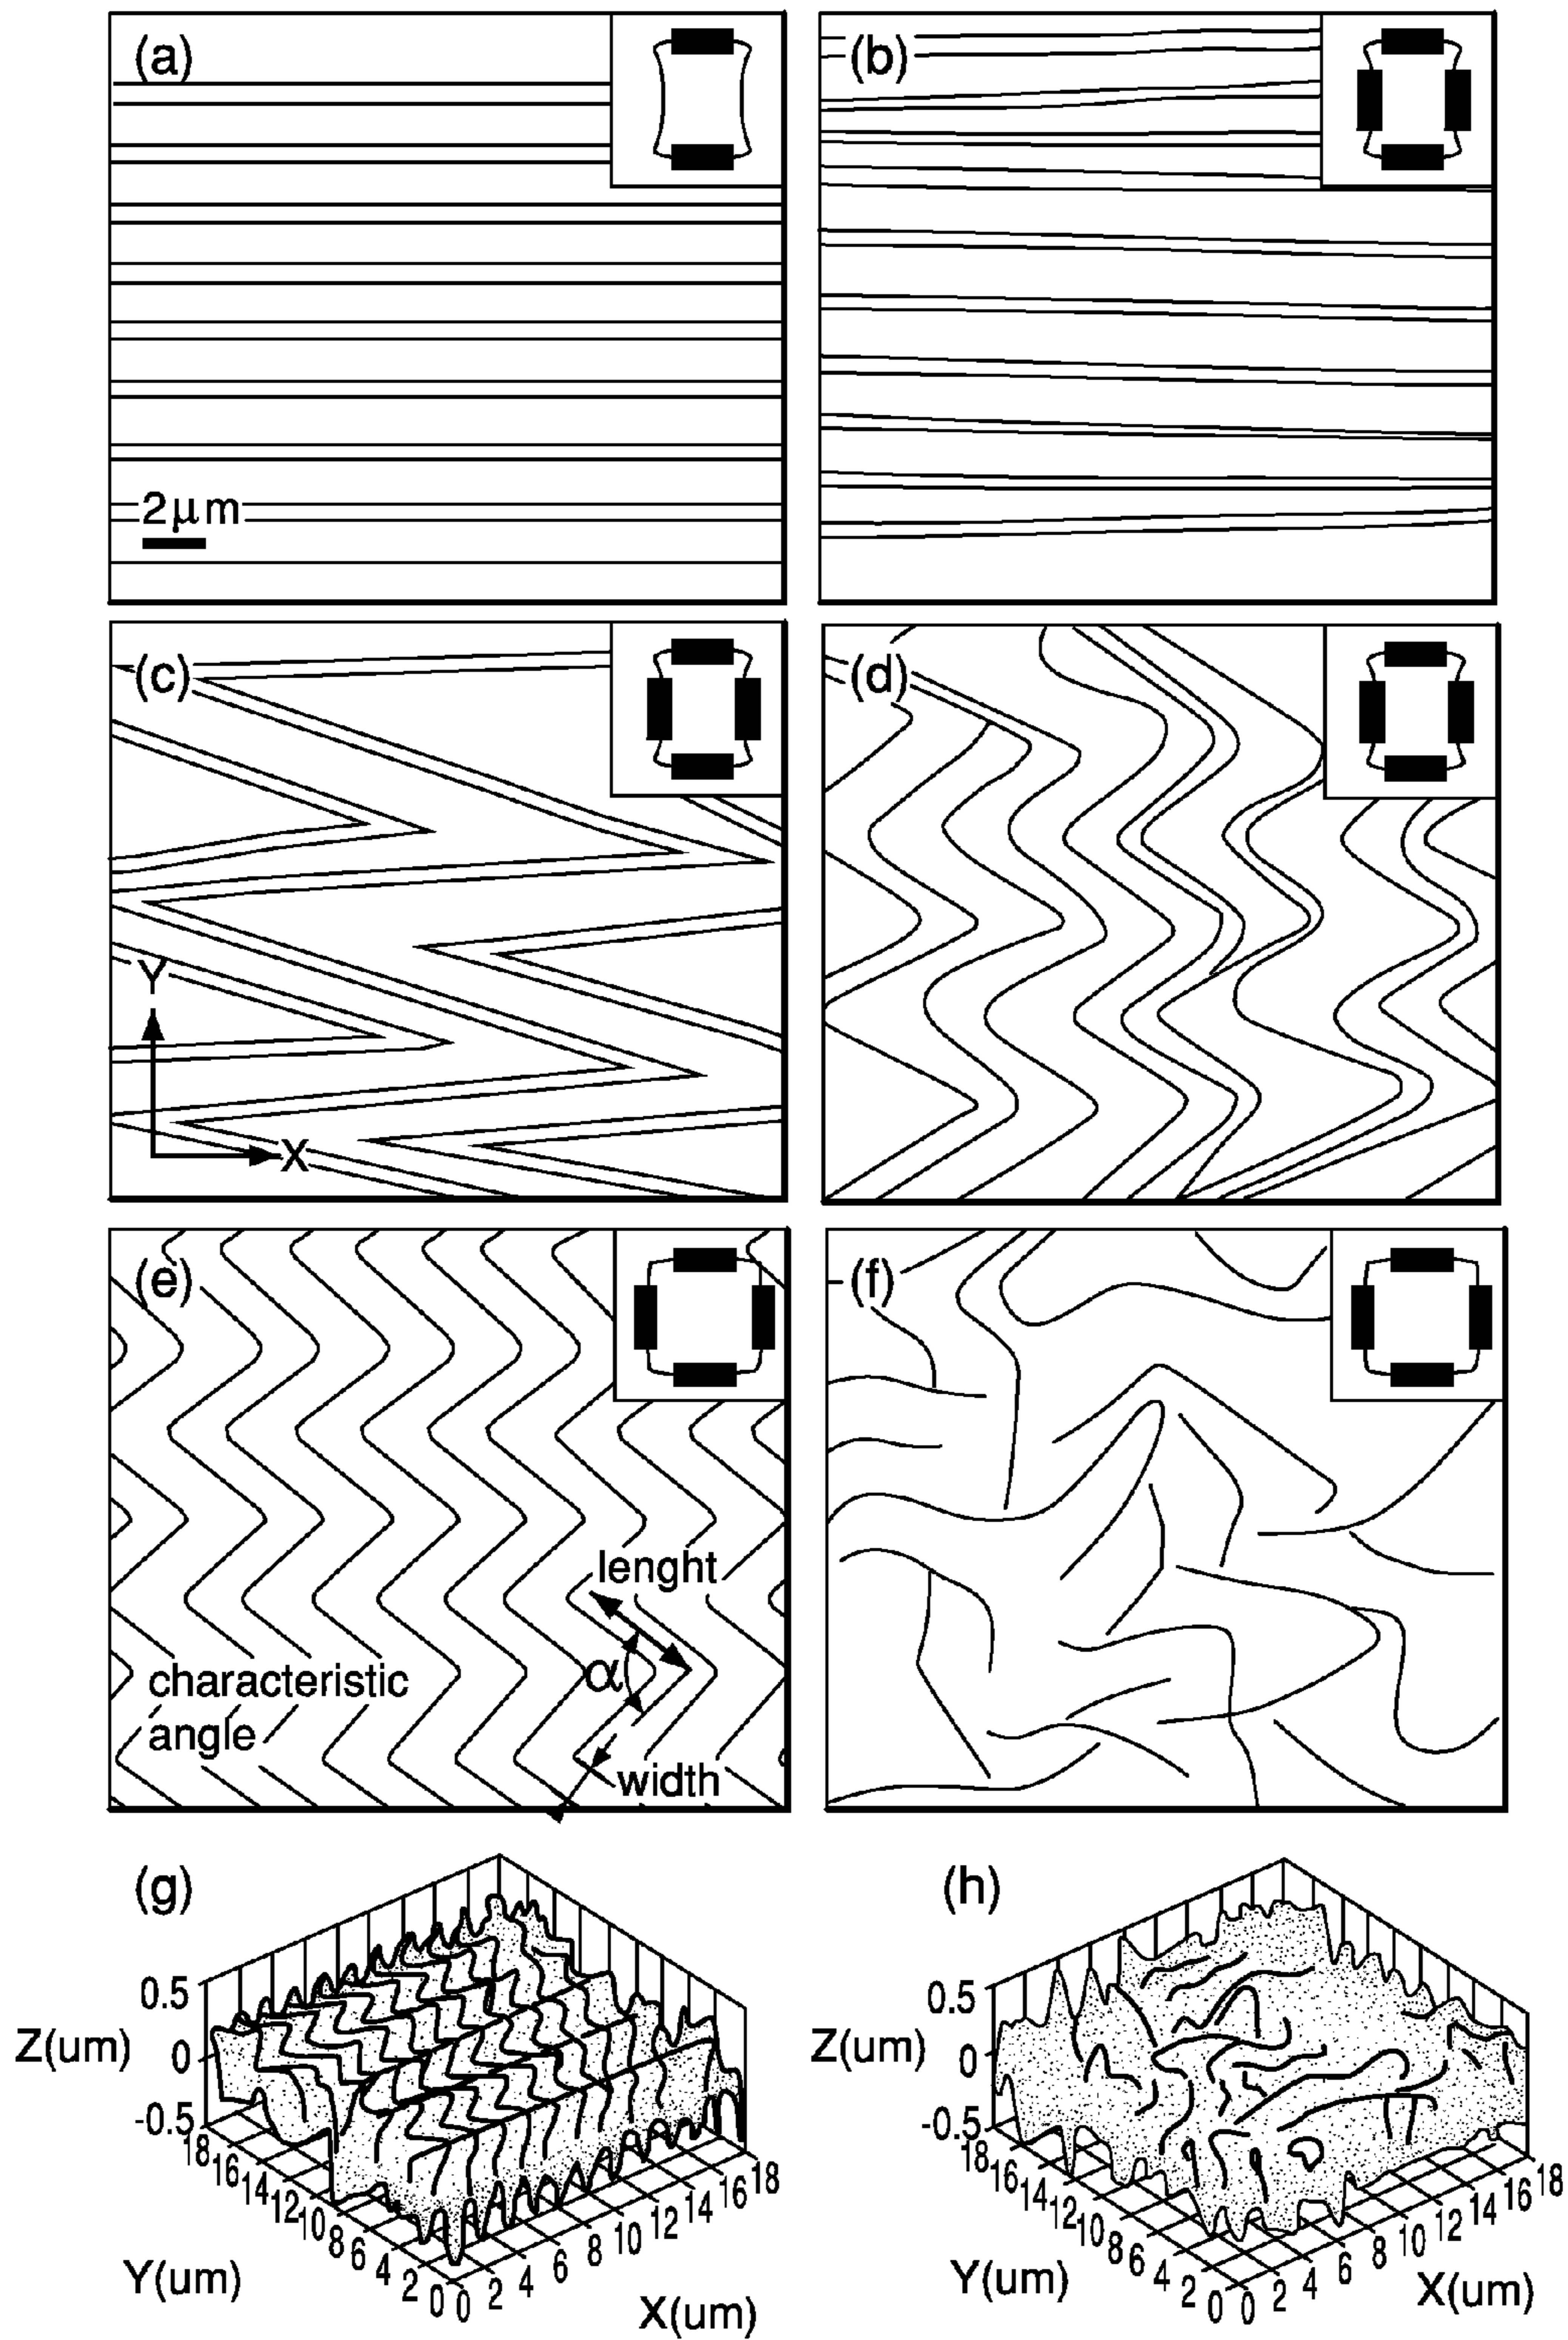 (a)
(b)
2μm
(c)
(d)
Y
X
(e)
(f)
lenght
α
characteristic
angle
width
(g)
(h)
0.5
Z(um) 0
-0.5
18 16 14 12 10 8 6 4 2 0
0 2 4 6 8 10 12 14 16 18
Y(um)
X(um)
0.5
Z(um) 0
-0.5
18 16 14 12 10 8 6 4 2 0
0 2 4 6 8 10 12 14 16 18
Y(um)
X(um)